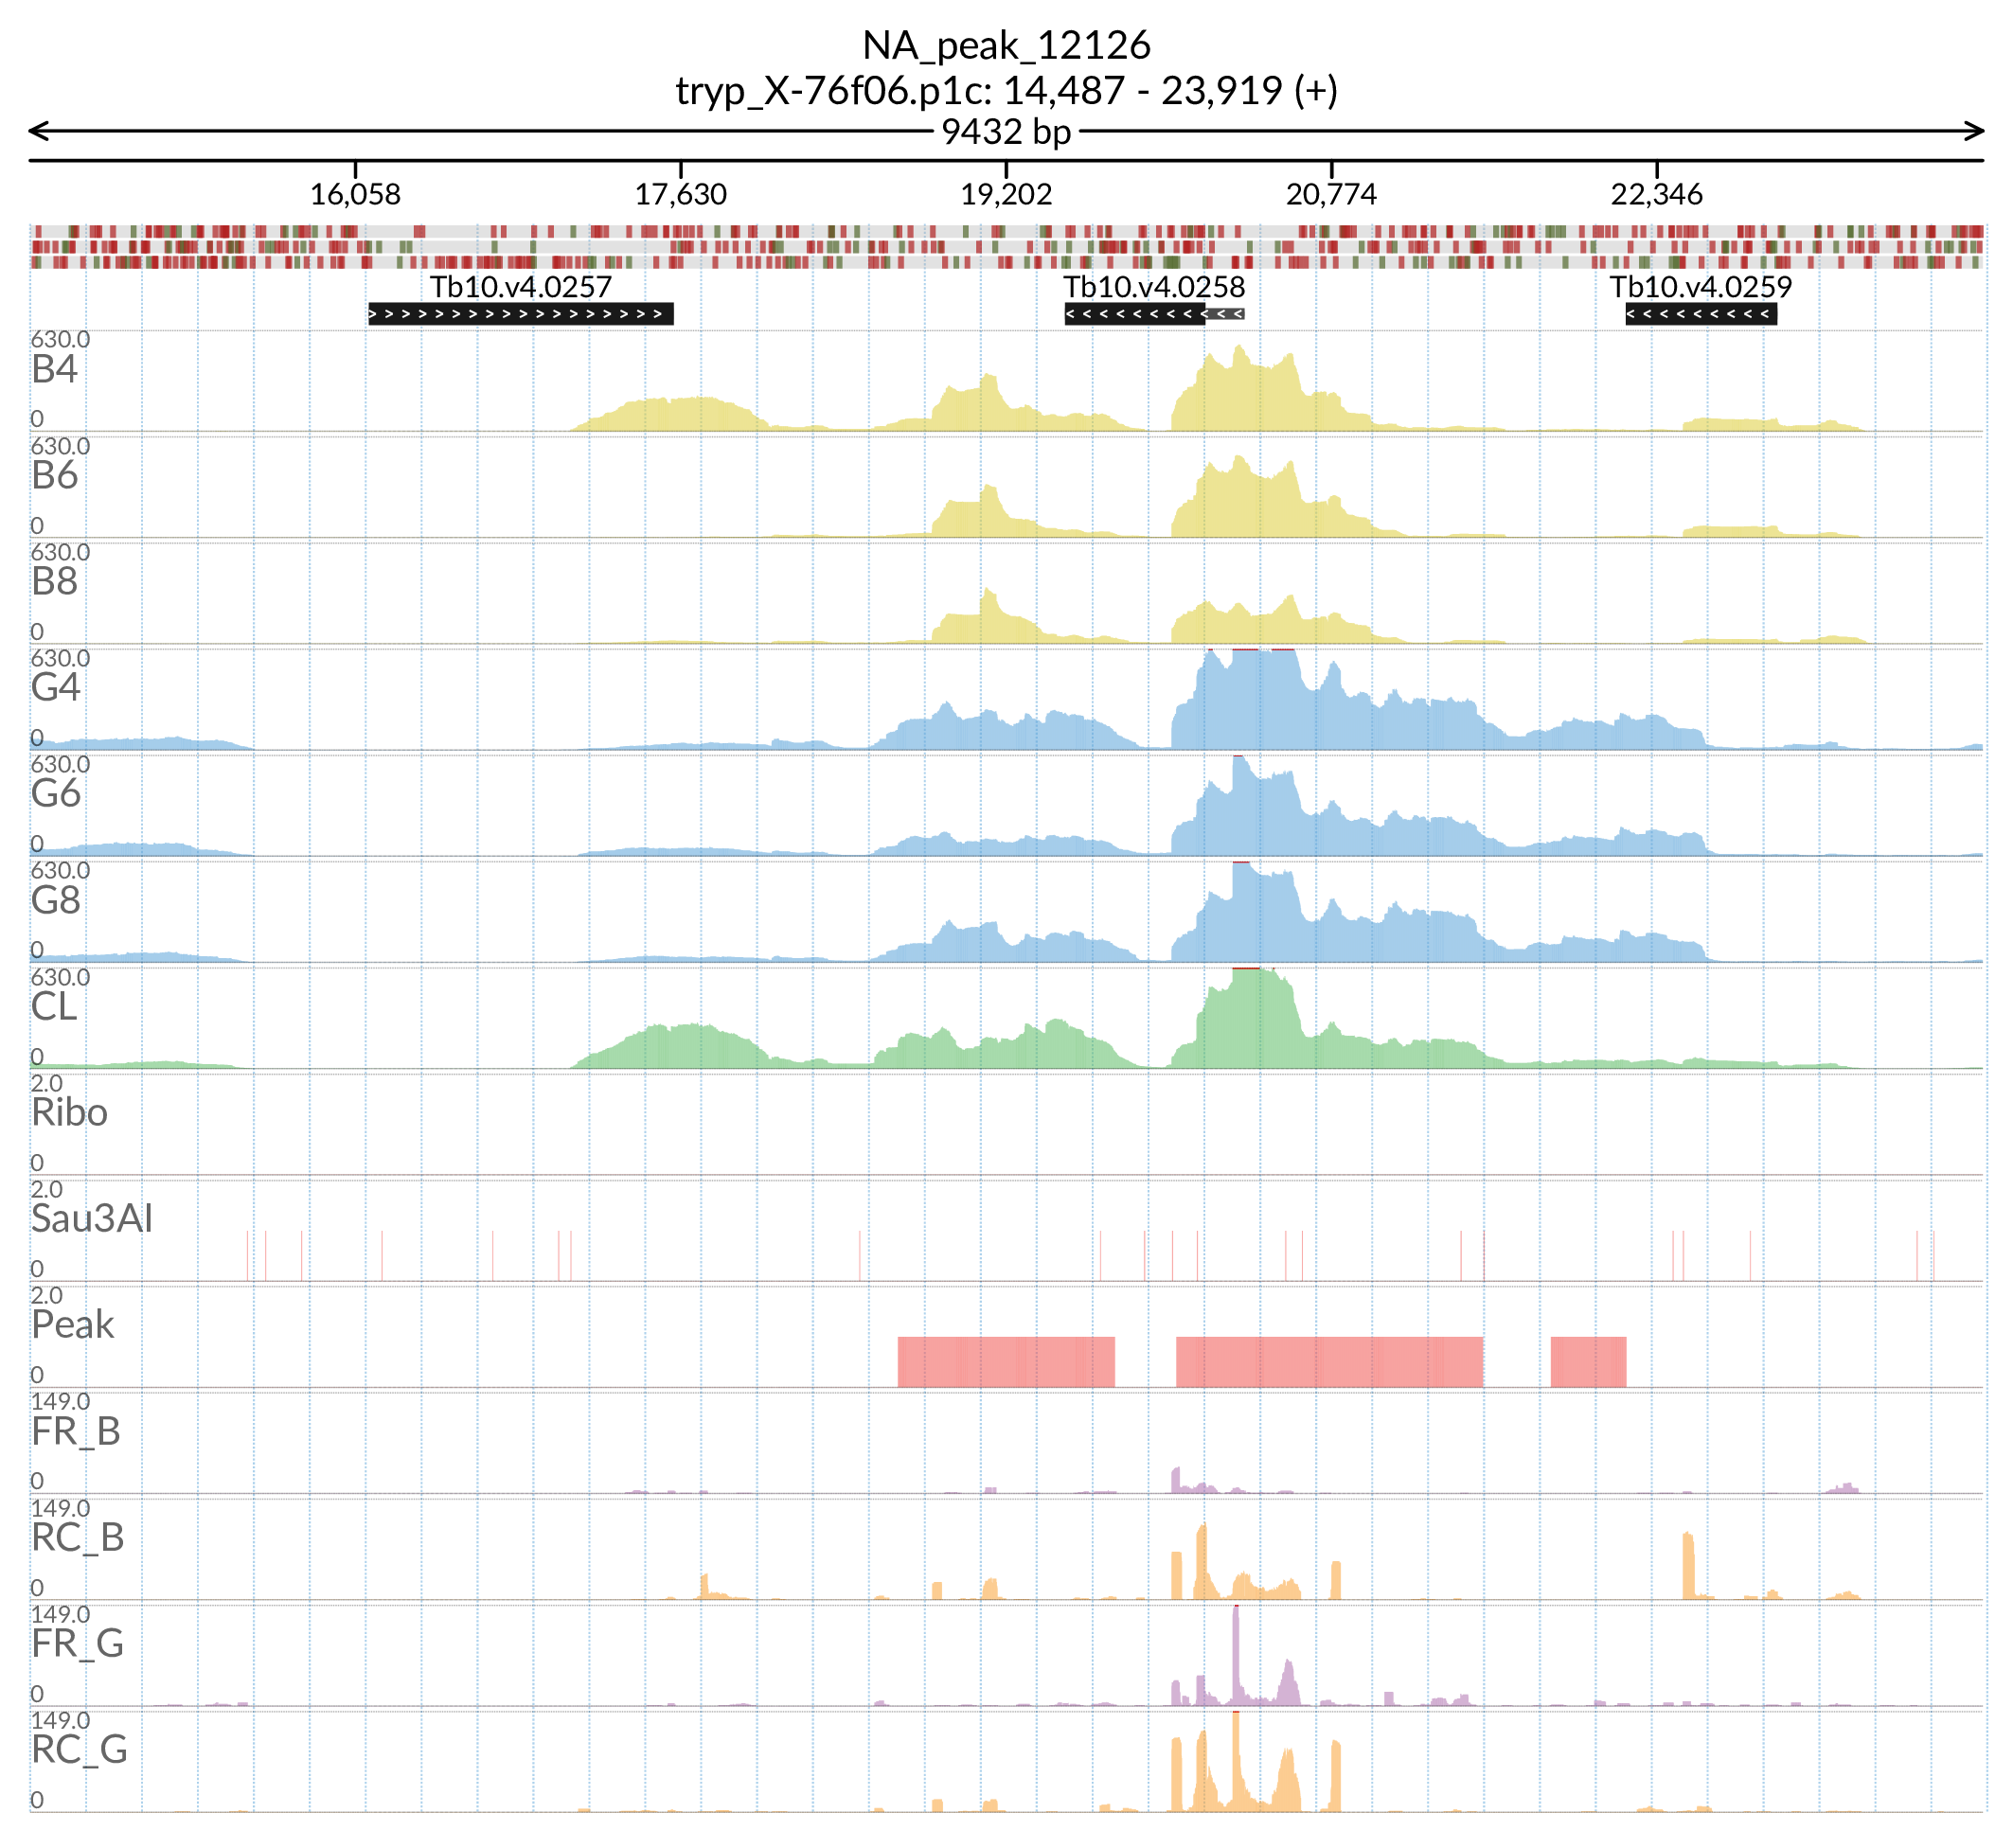 NA_peak_12126
tryp_X-76f06.p1c: 14,487 - 23,919 (+)
9432 bp
16,058 17,630 19,202 20,774 22,346
Tb10.v4.0257 Tb10.v4.0258 Tb10.v4.0259
630.0
B4
0
630.0
B6
0
630.0
B8
0
630.0
G4
0
630.0
G6
0
630.0
G8
0
630.0
CL
0
2.0
Ribo
0
2.0
Sau3AI
0
2.0
Peak
0
149.0
FR_B
0
149.0
RC_B
0
149.0
FR_G
0
149.0
RC_G
0